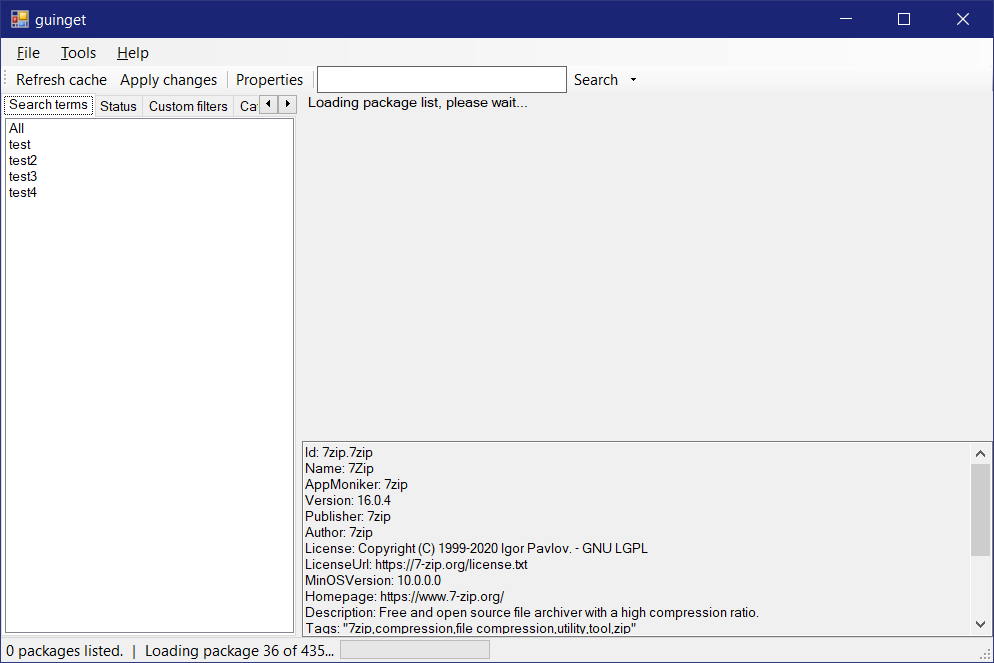 guinget
File Tools Help
Refresh cache Apply changes Properties Search
Search terms Status Custom filters Ca
Loading package list, please wait...
All
test
test2
test3
test4
Id: 7zip.7zip
Name: 7Zip
AppMoniker: 7zip
Version: 16.0.4
Publisher: 7zip
Author: 7zip
License: Copyright (C) 1999-2020 Igor Pavlov. - GNU LGPL
LicenseUrl: https://7-zip.org/license.txt
MinOSVersion: 10.0.0.0
Homepage: https://www.7-zip.org/
Description: Free and open source file archiver with a high compression ratio.
Tags: "7zip,compression,file compression,utility,tool,zip"
0 packages listed. | Loading package 36 of 435...